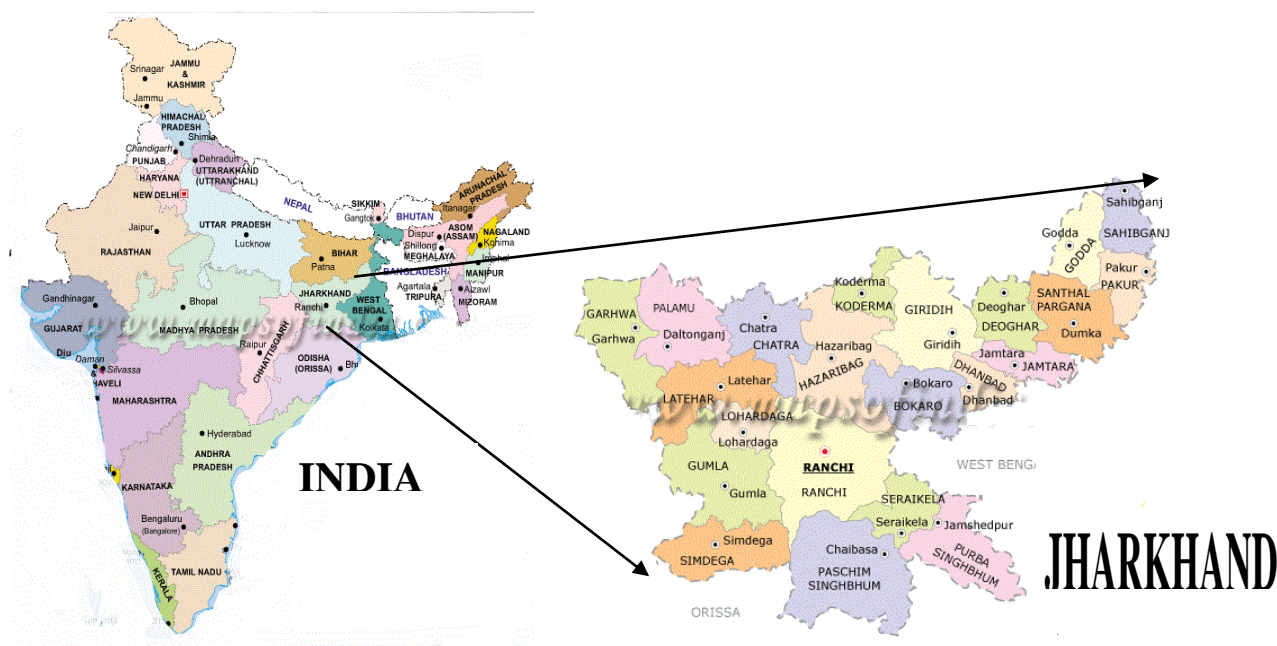 JAMMU
&
KASHMIR
Srinagar
Jammu
HIMACHAL
PRADESH
Shimla
Chandigarh
PUNJAB
Dehradun
UTTARAKHAND
(UTTRANCHAL)
HARYANA
NEW DELHI
NEPAL
SIKKIM
Gangtok
BHUTAN
ARUNACHAL
PRADESH
Itanagar
Jaipur
RAJASTHAN
UTTAR PRADESH
Lucknow
BIHAR
Patna
Dispur
ASOM
(ASSAM)
NAGALAND
Kohima
Shillong
MEGHALAYA
Imphal
MANIPUR
BANGLADESH
Agartala
TRIPURA
Aizawl
MIZORAM
Gandhinagar
GUJARAT
Diu
Daman
&
Silvassa
HAVELI
Bhopal
MADHYA PRADESH
JHARKHAND
Ranchi
WEST
BENGAL
Kolkata
Raipur
CHHATTISGARH
ODISHA
(ORISSA)
Bh
MAHARASHTRA
Hyderabad
ANDHRA
PRADESH
KARNATAKA
Bengaluru
(Bangalore)
KERALA
TAMIL NADU
INDIA
Sahibganj
SAHIBGANJ
Godda
GODDA
Pakur
PAKUR
Koderma
KODERMA
GIRIDIH
Giridih
Deoghar
DEOGHAR
SANTHAL
PARGANA
Dumka
GARHWA
Garhwa
PALAMU
Daltonganj
Chatra
CHATRA
Hazaribag
HAZARIBAG
Jamtara
JAMTARA
DHANBAD
Dhanbad
Bokaro
BOKARO
Latehar
LATEHAR
LOHARDAGA
Lohardaga
RANCHI
RANCHI
GUMLA
Gumla
WEST BENGA
SERAIKELA
Seraikela
Jamshedpur
Simdega
SIMDEGA
Chaibasa
PASCHIM
SINGHBHUM
PURBA
SINGHBHUM
ORISSA
JHARKHAND